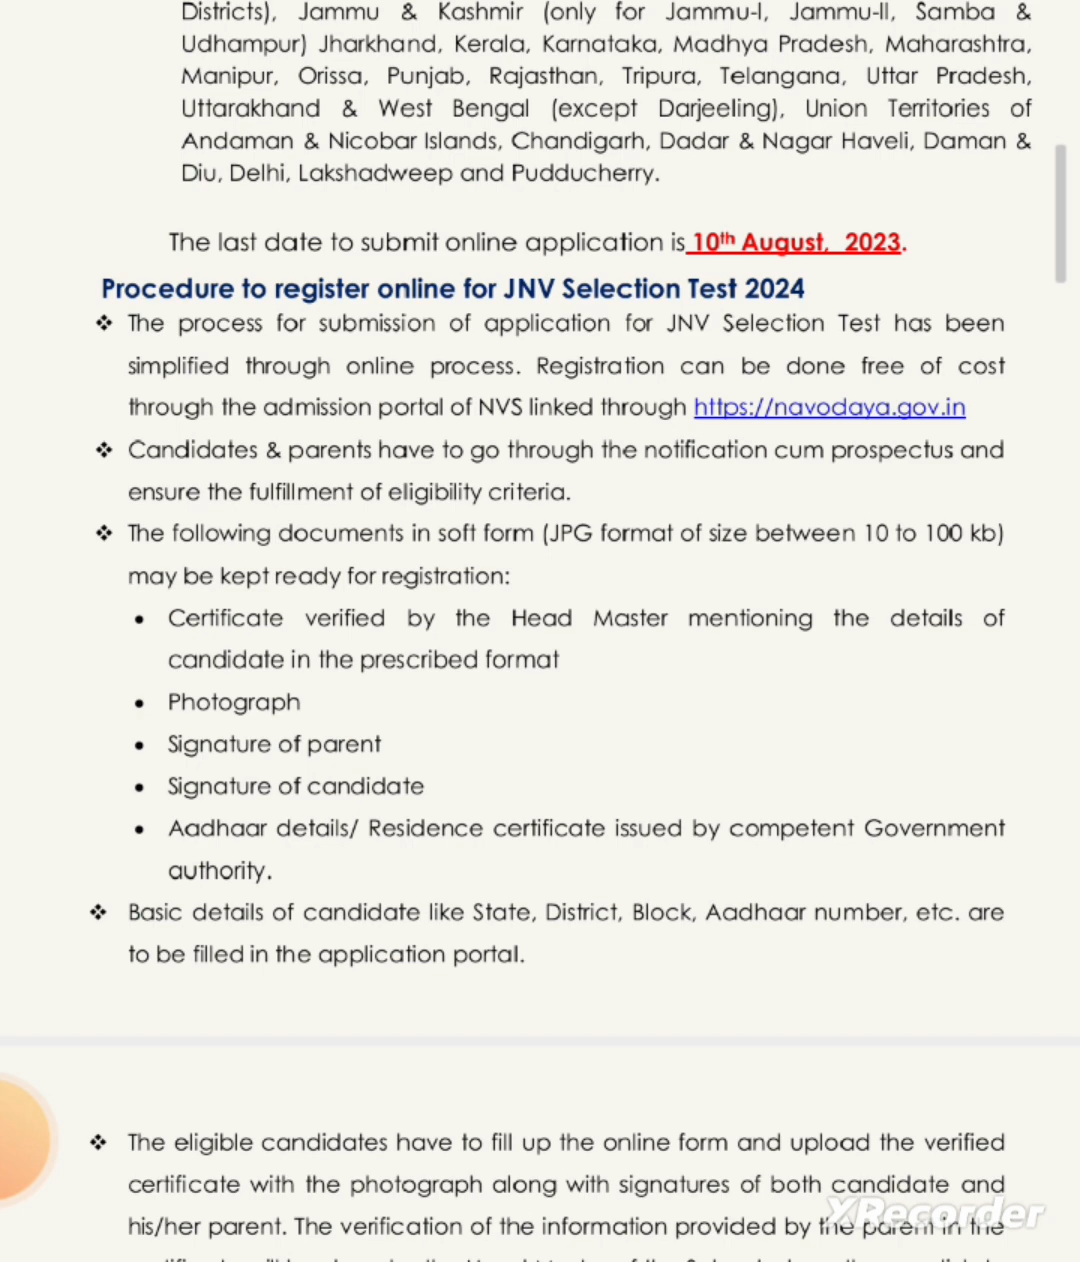 Districts), Jammu & Kashmir (only for Jammu-I, Jammu-II, Samba &
Udhampur) Jharkhand, Kerala, Karnataka, Madhya Pradesh, Maharashtra,
Manipur, Orissa, Punjab, Rajasthan, Tripura, Telangana, Uttar Pradesh,
Uttarakhand & West Bengal (except Darjeeling), Union Territories of
Andaman & Nicobar Islands, Chandigarh, Dadar & Nagar Haveli, Daman &
Diu, Delhi, Lakshadweep and Pudducherry.
The last date to submit online application is 10th August, 2023.
Procedure to register online for JNV Selection Test 2024
❖ The process for submission of application for JNV Selection Test has been
simplified through online process. Registration can be done free of cost
through the admission portal of NVS linked through https://navodaya.gov.in
❖ Candidates & parents have to go through the notification cum prospectus and
ensure the fulfillment of eligibility criteria.
❖ The following documents in soft form (JPG format of size between 10 to 100 kb)
may be kept ready for registration:
• Certificate verified by the Head Master mentioning the details of
candidate in the prescribed format
• Photograph
• Signature of parent
• Signature of candidate
• Aadhaar details/ Residence certificate issued by competent Government
authority.
❖ Basic details of candidate like State, District, Block, Aadhaar number, etc. are
to be filled in the application portal.
❖ The eligible candidates have to fill up the online form and upload the verified
certificate with the photograph along with signatures of both candidate and
his/her parent. The verification of the information provided by the parent in the
XRecorder